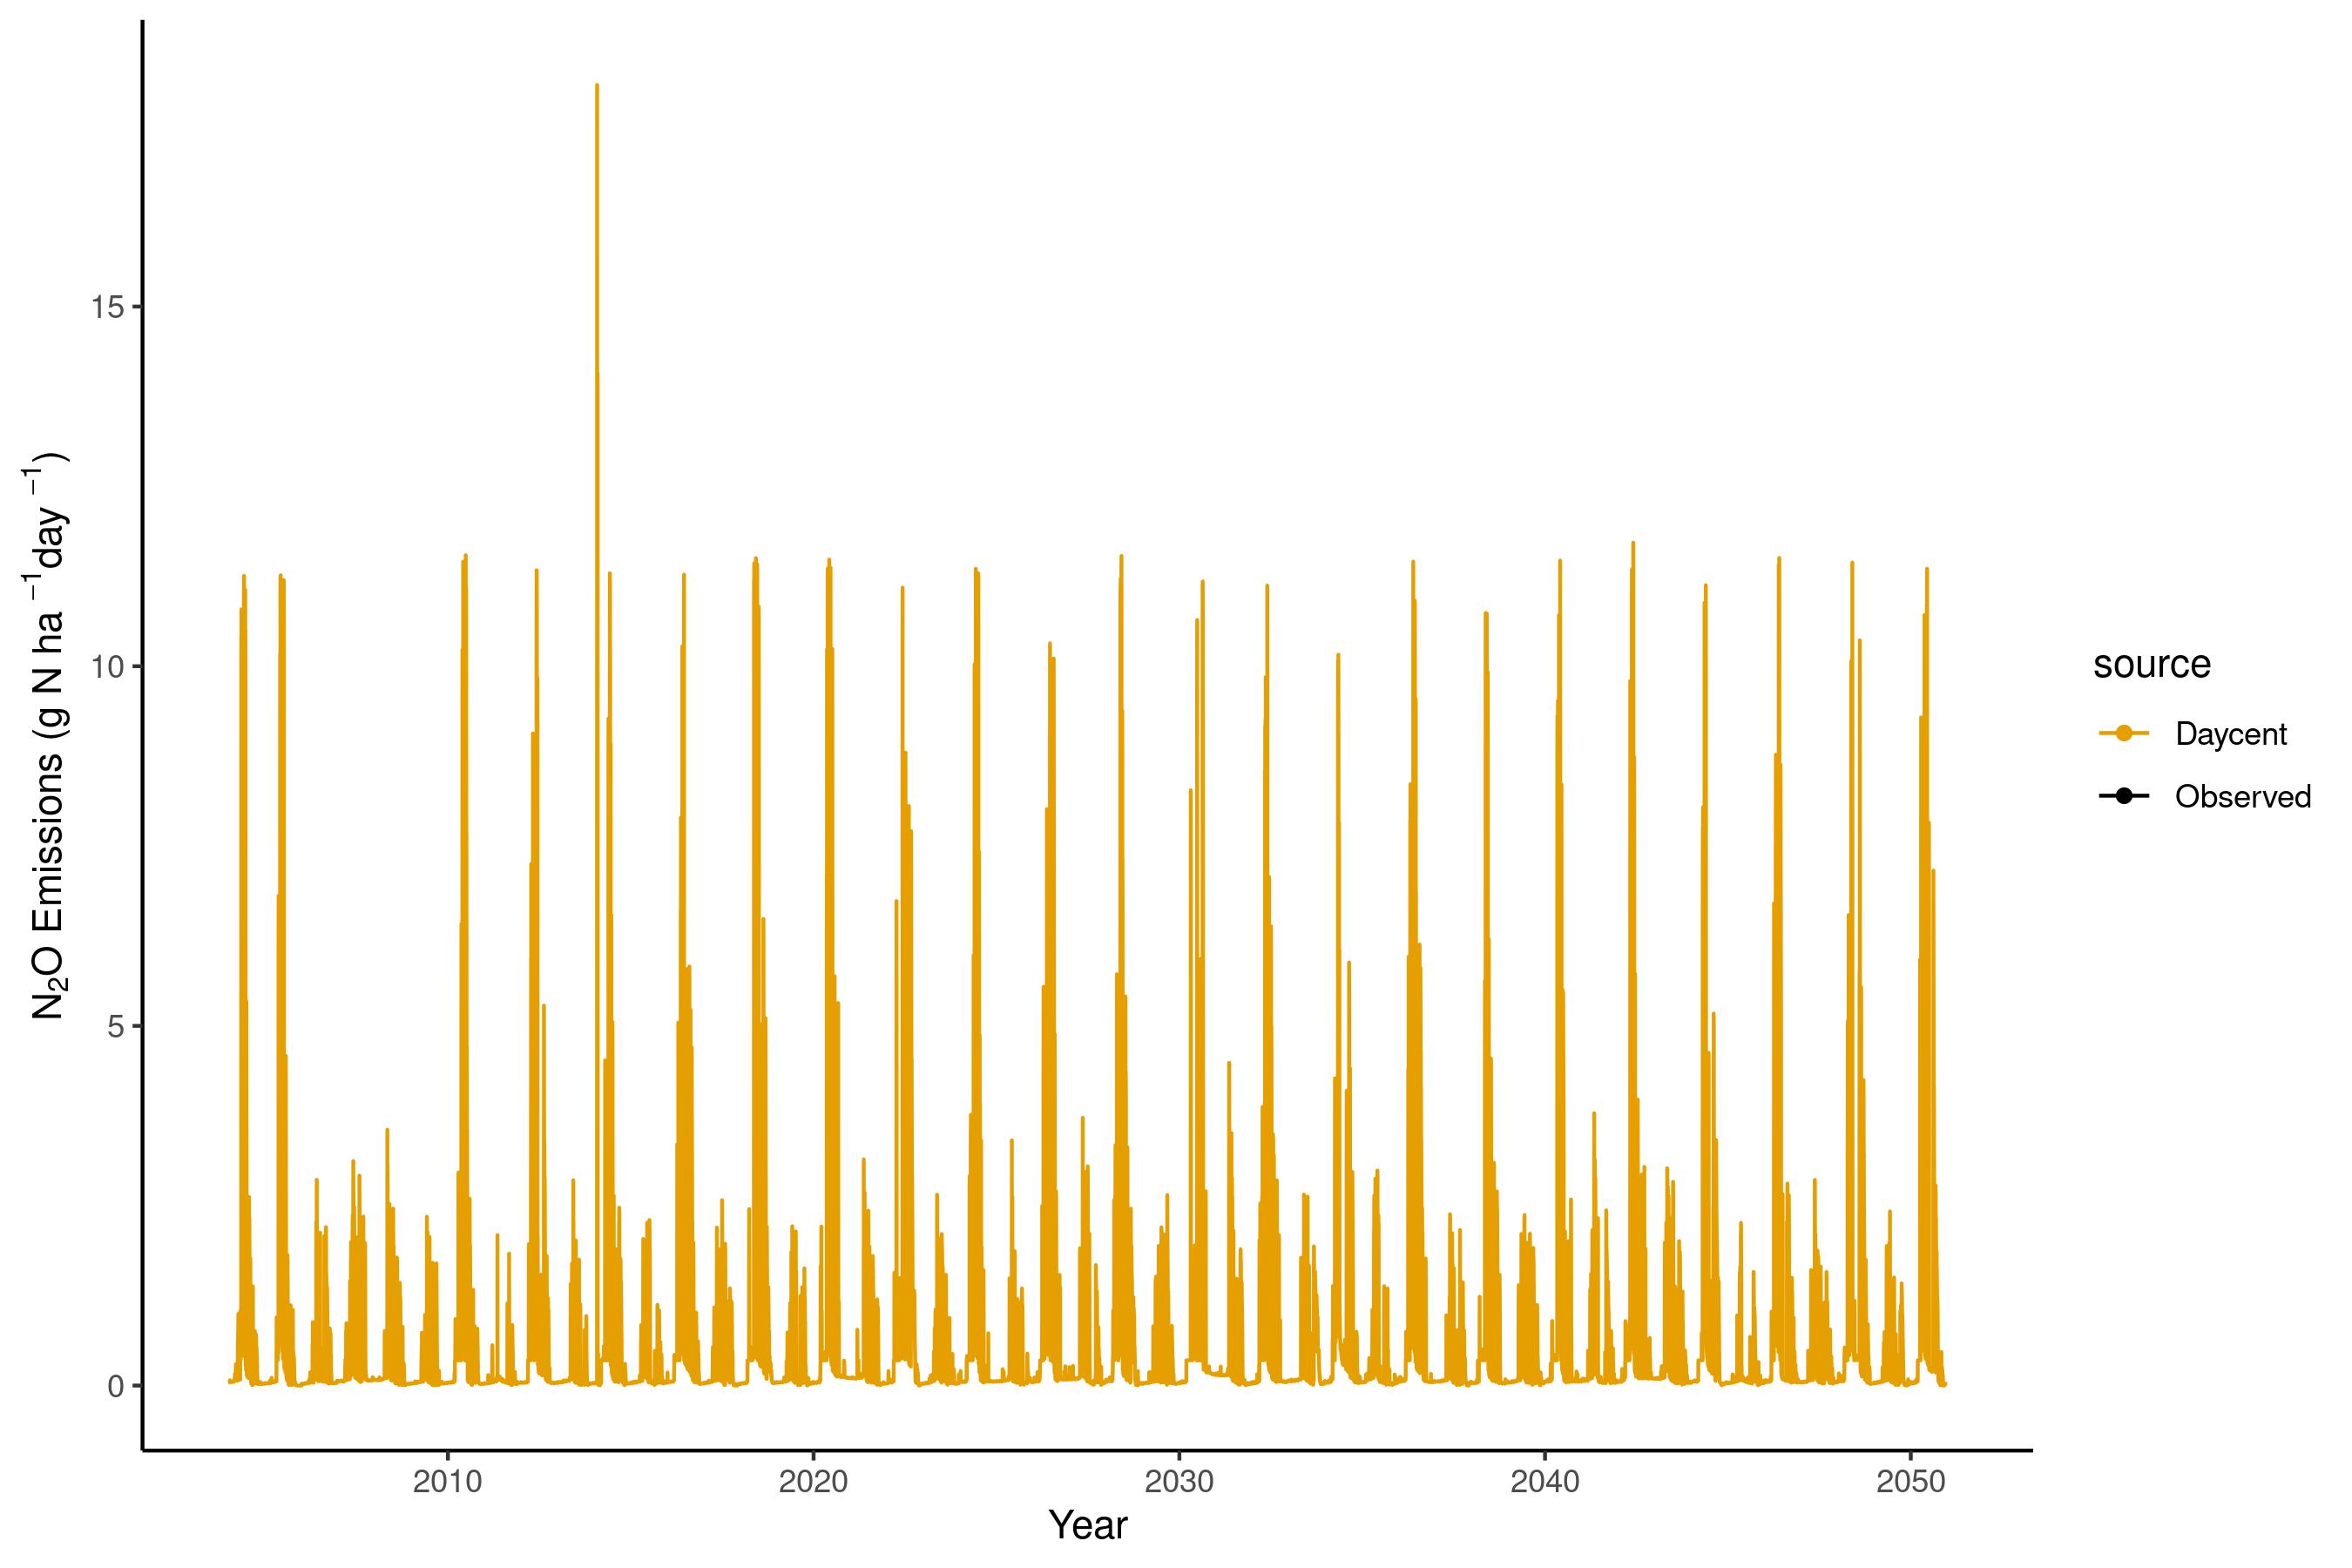 15
10
5
0
N₂O Emissions (g N ha ⁻¹day ⁻¹)
2010 2020 2030 2040 2050
Year
source
Daycent
Observed